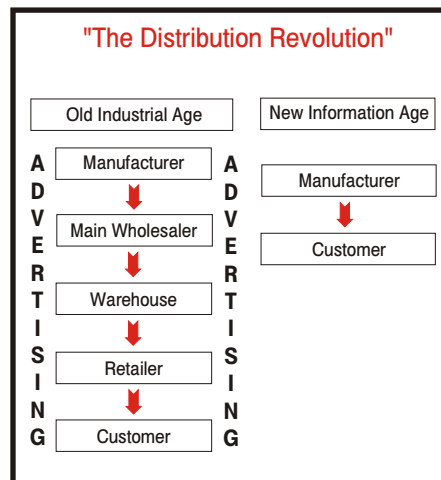 "The Distribution Revolution"
Old Industrial Age
New Information Age
ADVERTISING
Manufacturer
Main Wholesaler
Warehouse
Retailer
Customer
ADVERTISING
Manufacturer
Customer